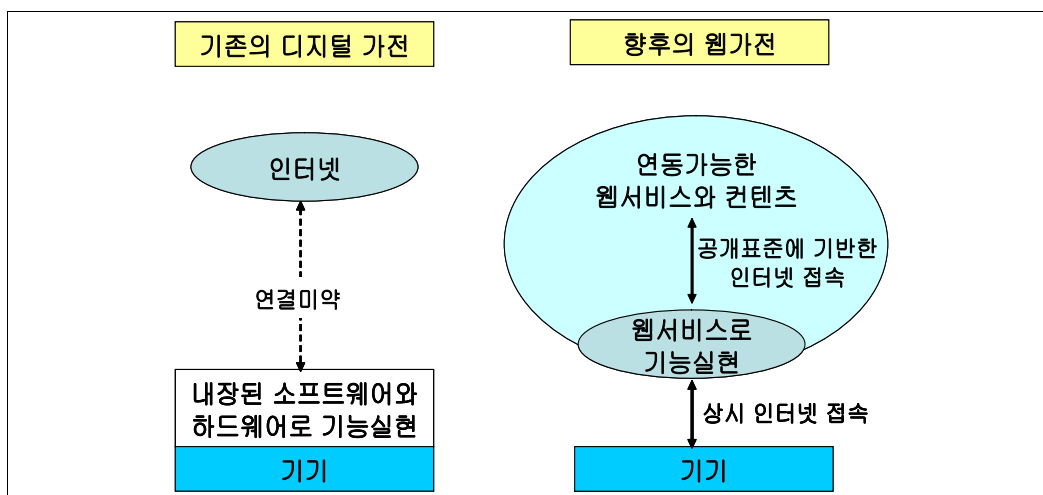 기존의 디지털 가전
인터넷
연결미약
내장된 소프트웨어와
하드웨어로 기능실현
기기
향후의 웹가전
연동가능한
웹서비스와 컨텐츠
공개표준에 기반한
인터넷 접속
웹서비스로
기능실현
상시 인터넷 접속
기기